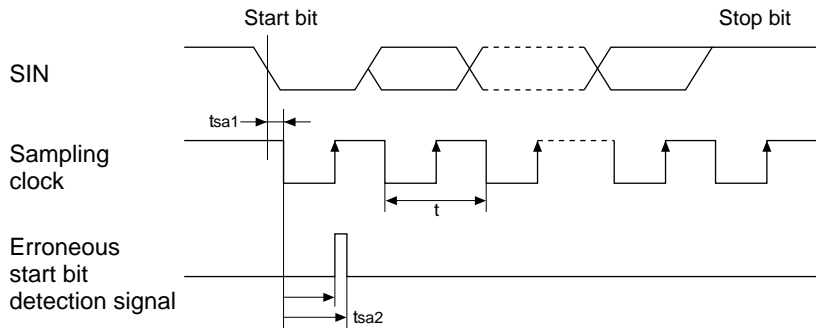 Start bit
Stop bit
SIN
tsa1
Sampling
clock
t
Erroneous
start bit
detection signal
tsa2